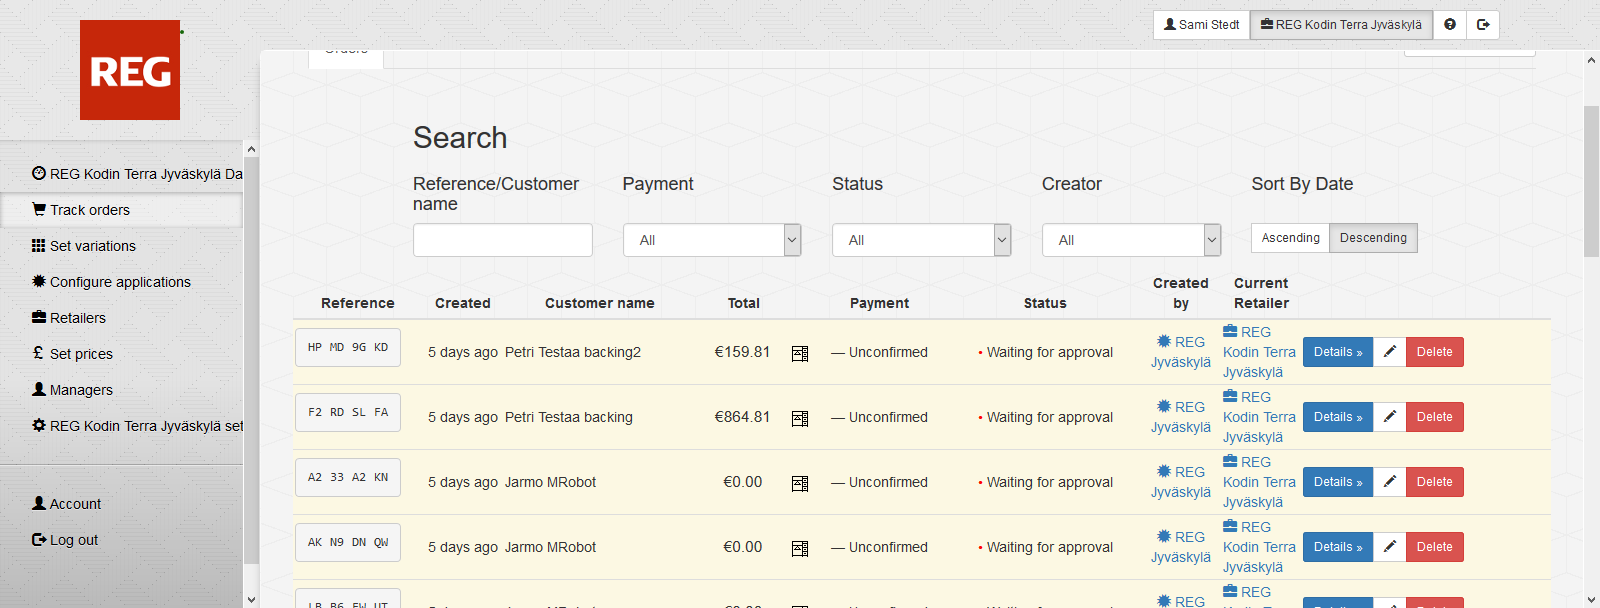 REG
Sami Stedt
REG Kodin Terra Jyväskylä
Orders
REG Kodin Terra Jyväskylä Da
Track orders
Set variations
Configure applications
Retailers
Set prices
Managers
REG Kodin Terra Jyväskylä set
Account
Log out
Search
Reference/Customer
name
Payment
Status
Creator
Sort By Date
All
All
All
Ascending
Descending
Reference
Created
Customer name
Total
Payment
Status
Created
by
Current
Retailer
HP MD 9G KD
5 days ago
Petri Testaa backing2
€159.81
— Unconfirmed
• Waiting for approval
REG
Jyväskylä
REG
Kodin Terra
Jyväskylä
Details »
Delete
F2 RD SL FA
5 days ago
Petri Testaa backing
€864.81
— Unconfirmed
• Waiting for approval
REG
Jyväskylä
REG
Kodin Terra
Jyväskylä
Details »
Delete
A2 33 A2 KN
5 days ago
Jarmo MRobot
€0.00
— Unconfirmed
• Waiting for approval
REG
Jyväskylä
REG
Kodin Terra
Jyväskylä
Details »
Delete
AK N9 DN QW
5 days ago
Jarmo MRobot
€0.00
— Unconfirmed
• Waiting for approval
REG
Jyväskylä
REG
Kodin Terra
Jyväskylä
Details »
Delete
REG
REG
Kodin Terra
Details »
Delete